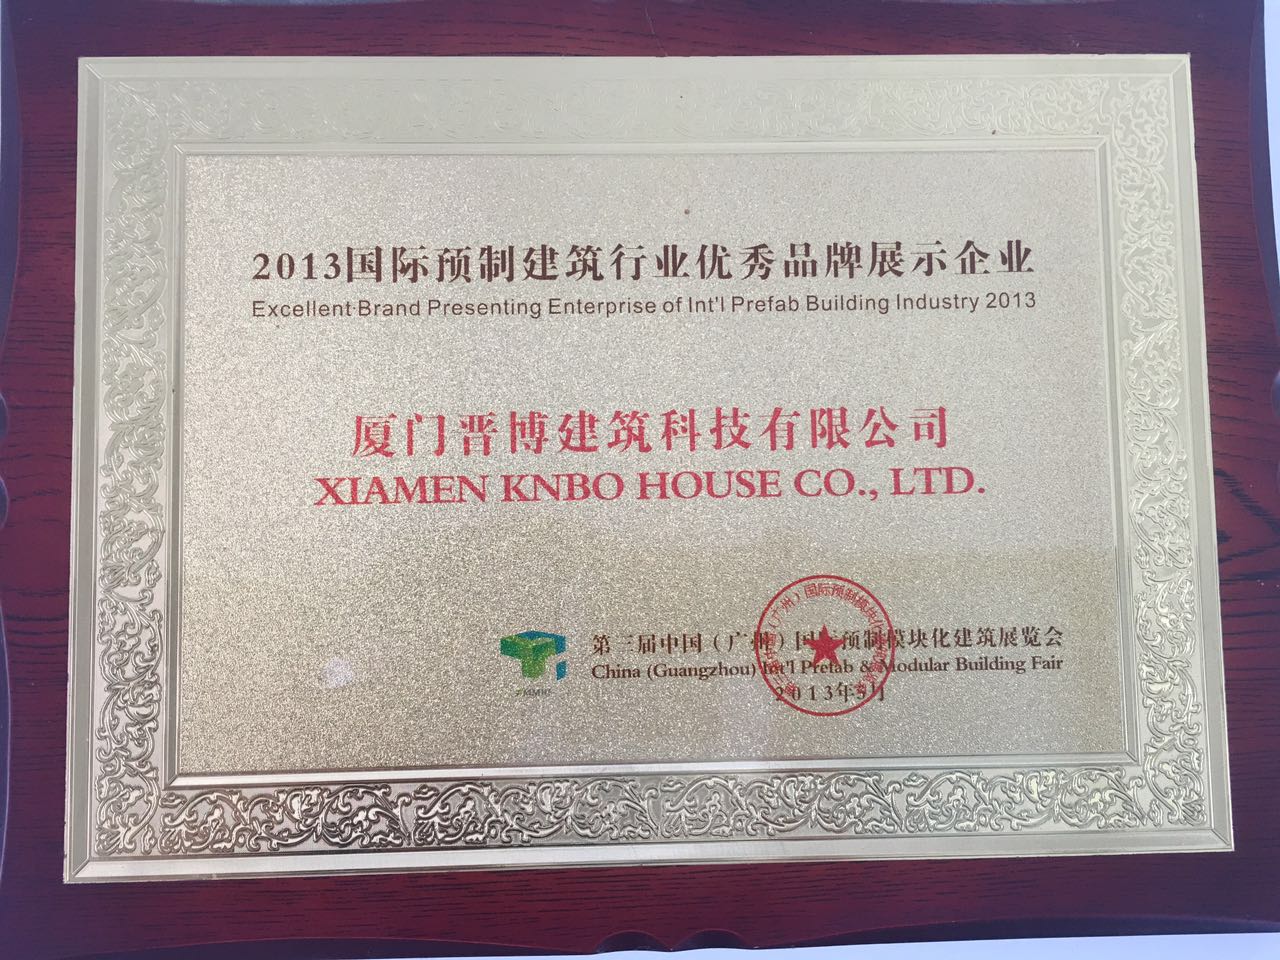 2013国际预制建筑行业优秀品牌展示企业
Excellent Brand Presenting Enterprise of Int'l Prefab Building Industry 2013
厦门晋博建筑科技有限公司
XIAMEN KNBO HOUSE CO., LTD.
第三届中国（广州）国际预制模块化建筑展览会
China (Guangzhou) Int'l Prefab & Modular Building Fair
2013年5月